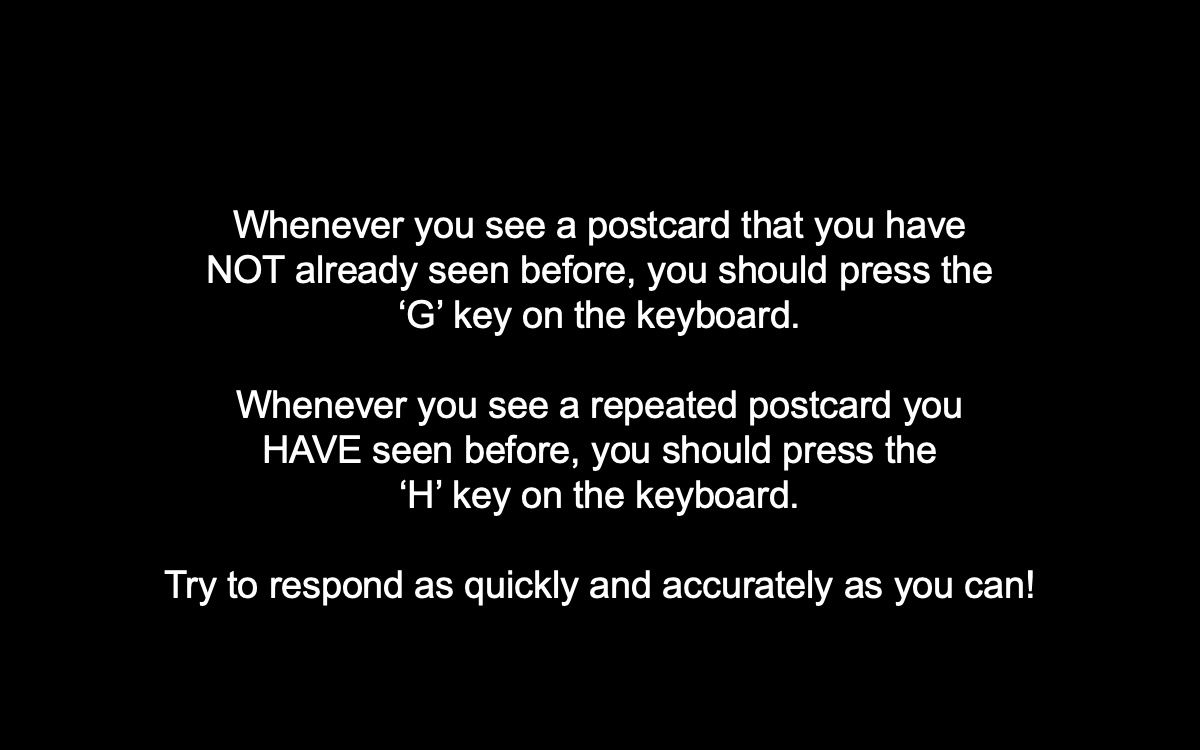 Whenever you see a postcard that you have
NOT already seen before, you should press the
‘G’ key on the keyboard.
Whenever you see a repeated postcard you
HAVE seen before, you should press the
‘H’ key on the keyboard.
Try to respond as quickly and accurately as you can!